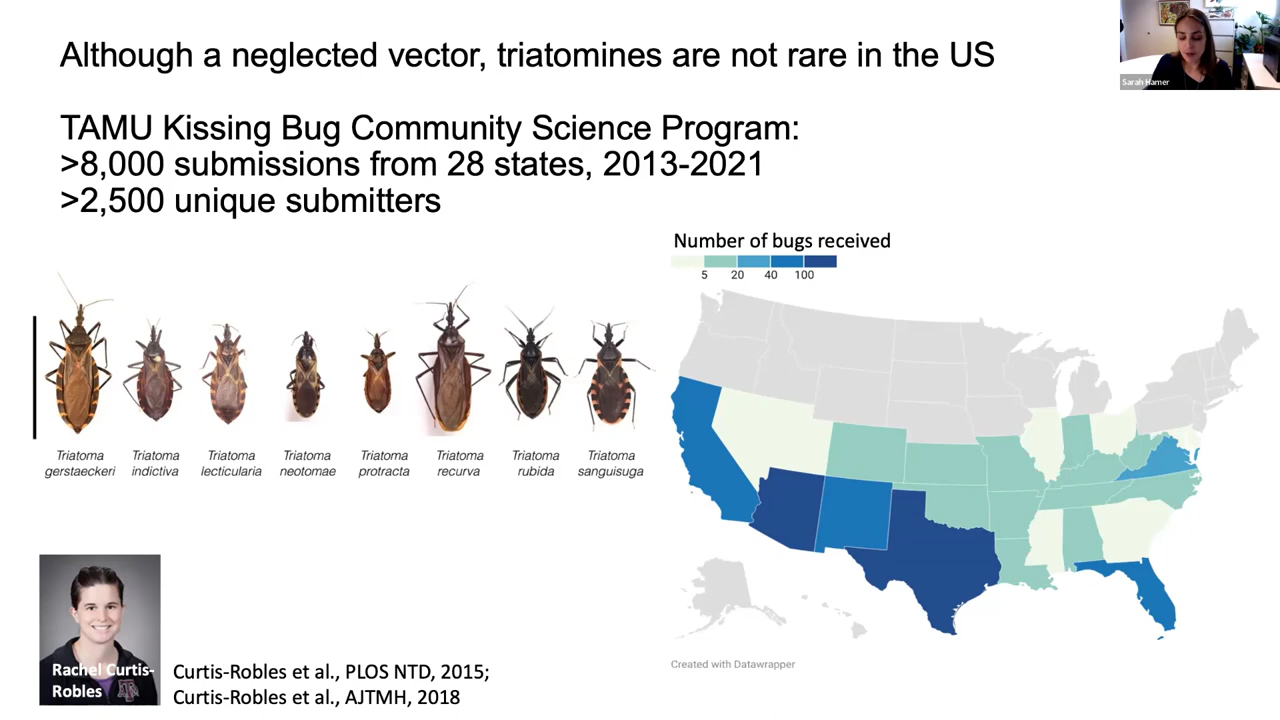 Although a neglected vector, triatomines are not rare in the US
Sarah Hamer
TAMU Kissing Bug Community Science Program:
>8,000 submissions from 28 states, 2013-2021
>2,500 unique submitters
Number of bugs received
5 20 40 100
Triatoma gerstaeckeri
Triatoma indictiva
Triatoma lecticularia
Triatoma neotomae
Triatoma protracta
Triatoma recurva
Triatoma rubida
Triatoma sanguisuga
Created with Datawrapper
Rachel Curtis-
Robles
ATM
Curtis-Robles et al., PLOS NTD, 2015;
Curtis-Robles et al., AJTMH, 2018